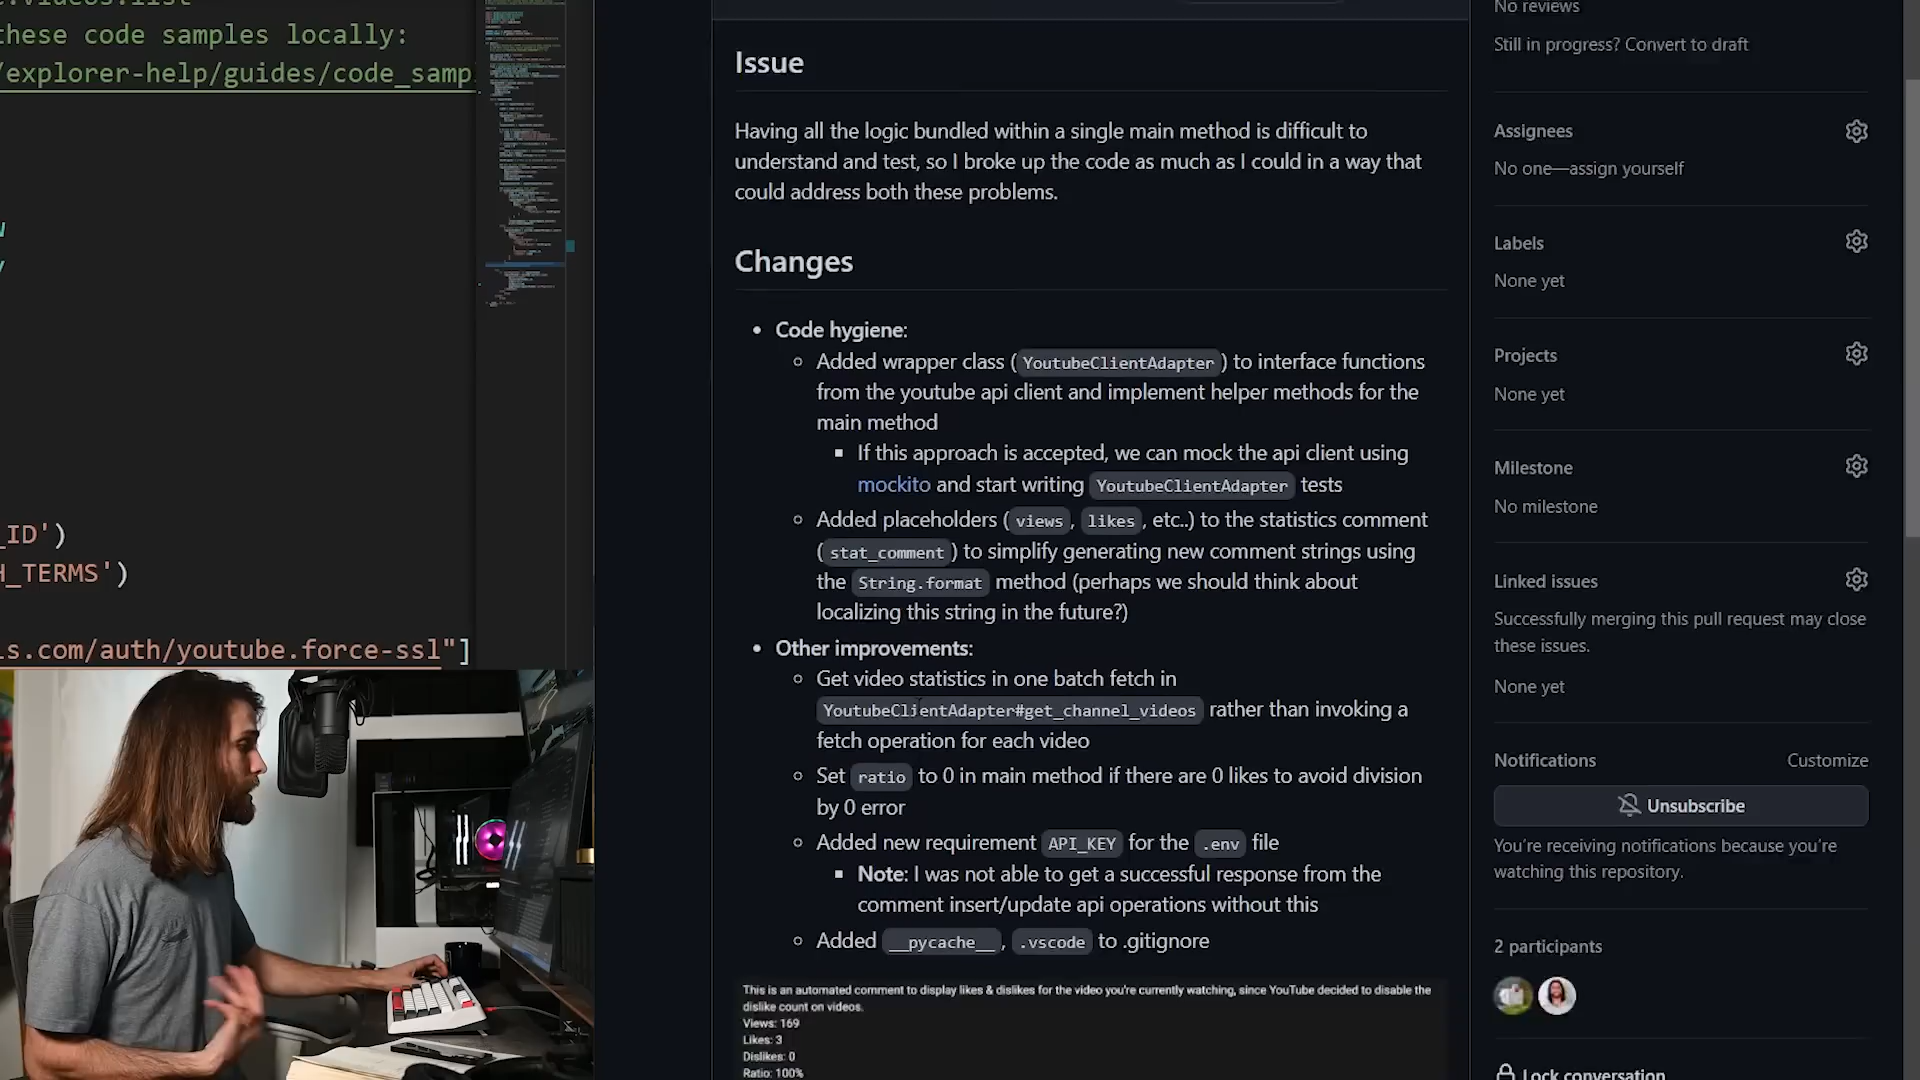 these code samples locally:
/explorer-help/guides/code_samp
_ID')
H_TERMS')
is.com/auth/youtube.force-ssl"]
Issue
Having all the logic bundled within a single main method is difficult to
understand and test, so I broke up the code as much as I could in a way that
could address both these problems.
Changes
• Code hygiene:
○ Added wrapper class ( YoutubeClientAdapter ) to interface functions
from the youtube api client and implement helper methods for the
main method
▪ If this approach is accepted, we can mock the api client using
mockito and start writing YoutubeClientAdapter tests
○ Added placeholders ( views , likes , etc..) to the statistics comment
( stat_comment ) to simplify generating new comment strings using
the String.format method (perhaps we should think about
localizing this string in the future?)
• Other improvements:
○ Get video statistics in one batch fetch in
YoutubeClientAdapter#get_channel_videos rather than invoking a
fetch operation for each video
○ Set ratio to 0 in main method if there are 0 likes to avoid division
by 0 error
○ Added new requirement API_KEY for the .env file
▪ Note: I was not able to get a successful response from the
comment insert/update api operations without this
○ Added __pycache__ , .vscode to .gitignore
This is an automated comment to display likes & dislikes for the video you're currently watching, since YouTube decided to disable the
dislike count on videos.
Views: 169
Likes: 3
Dislikes: 0
Ratio: 100%
No reviews
Still in progress? Convert to draft
Assignees
No one—assign yourself
Labels
None yet
Projects
None yet
Milestone
No milestone
Linked issues
Successfully merging this pull request may close
these issues.
None yet
Notifications Customize
Unsubscribe
You're receiving notifications because you're
watching this repository.
2 participants
Lock conversation